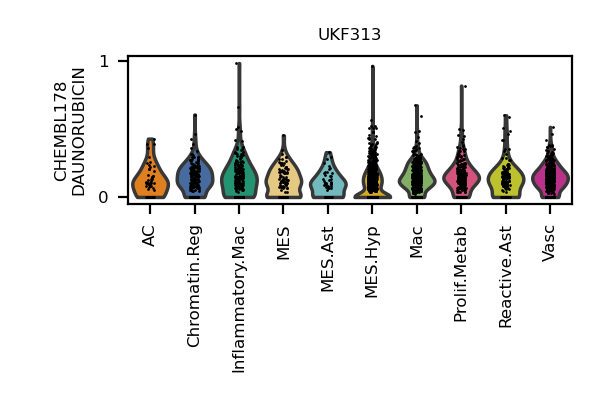 UKF313
CHEMBL178
DAUNORUBICIN
1
0
AC
Chromatin.Reg
Inflammatory.Mac
MES
MES.Ast
MES.Hyp
Mac
Prolif.Metab
Reactive.Ast
Vasc